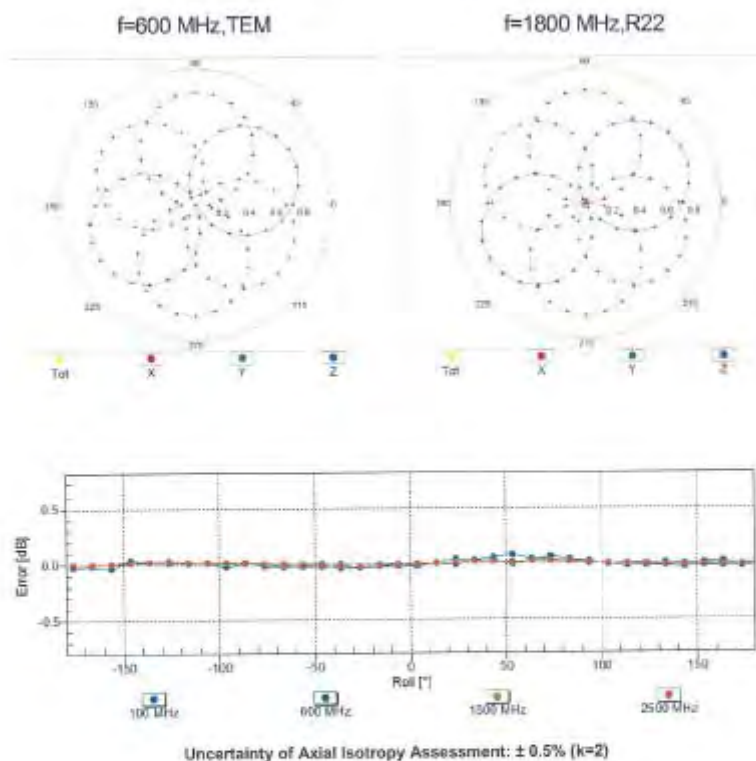 f=600 MHz,TEM
f=1800 MHz,R22
Tot X Y Z
Tot X Y Z
Error [dB]
0.5
0.0
-0.5
-150 -100 -50 0 50 100 150
Roll [°]
100 MHz 600 MHz 1800 MHz 2500 MHz
Uncertainty of Axial Isotropy Assessment: ± 0.5% (k=2)